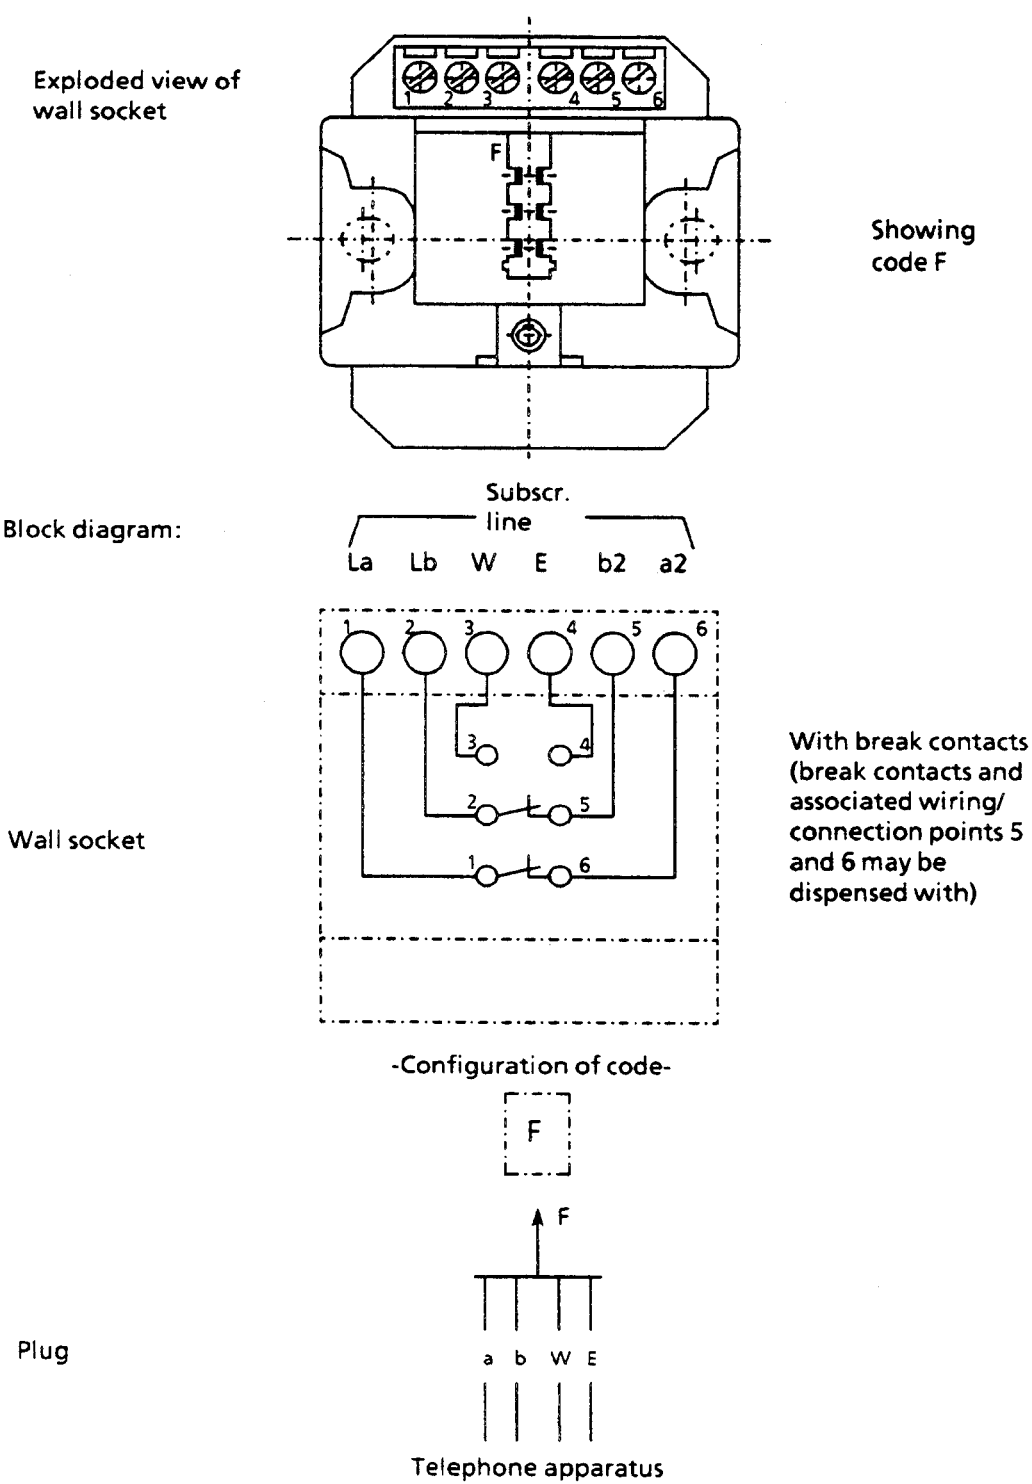 Exploded view of
wall socket
1 2 3 4 5 6
F
Showing
code F
Subscr.
line
Block diagram:
La Lb W E b2 a2
1 2 3 4 5 6
3 4
2 5
1 6
With break contacts
(break contacts and
associated wiring/
connection points 5
and 6 may be
dispensed with)
Wall socket
-Configuration of code-
F
F
Plug
a b W E
Telephone apparatus